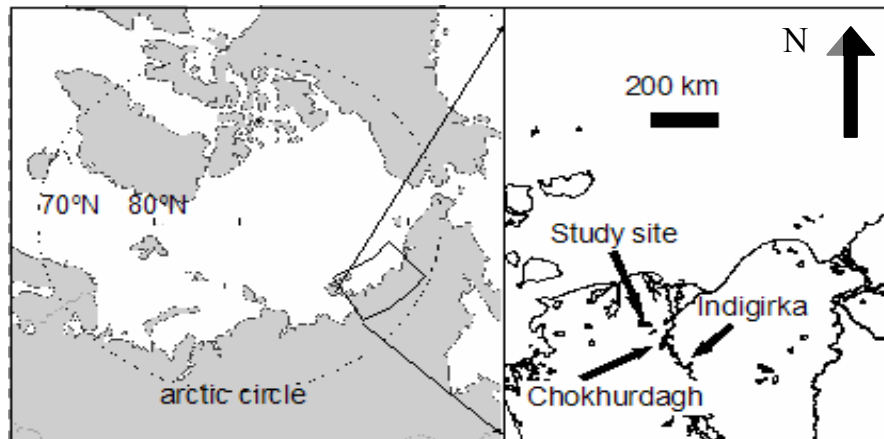 70°N 80°N
arctic circle
N
200 km
Study site
Indigirka
Chokhurdagh